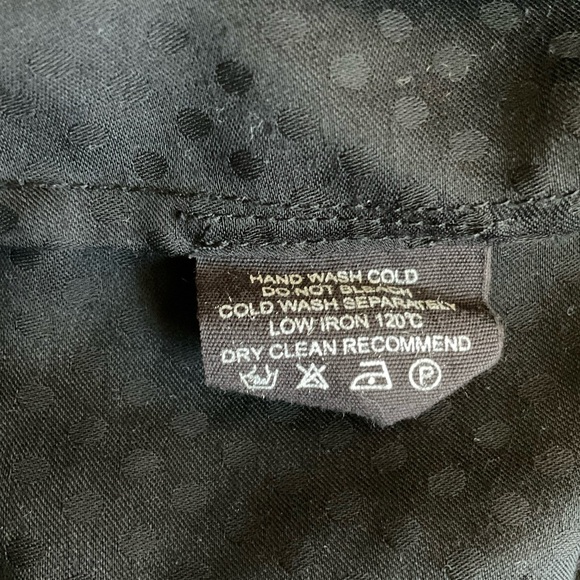 HAND WASH COLD
DO NOT BLEACH
COLD WASH SEPARATELY
LOW IRON 120°C
DRY CLEAN RECOMMEND
P